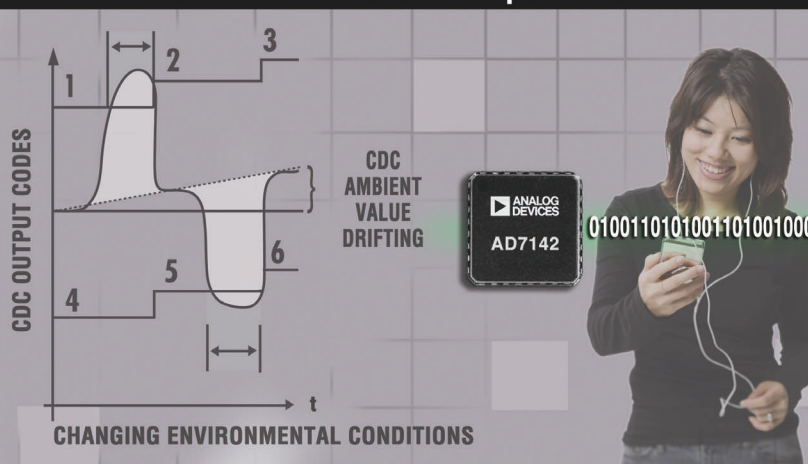 1
2
3
4
5
6
CDC OUTPUT CODES
CDC
AMBIENT
VALUE
DRIFTING
ANALOG
DEVICES
AD7142
t
CHANGING ENVIRONMENTAL CONDITIONS
0100110101001101001000